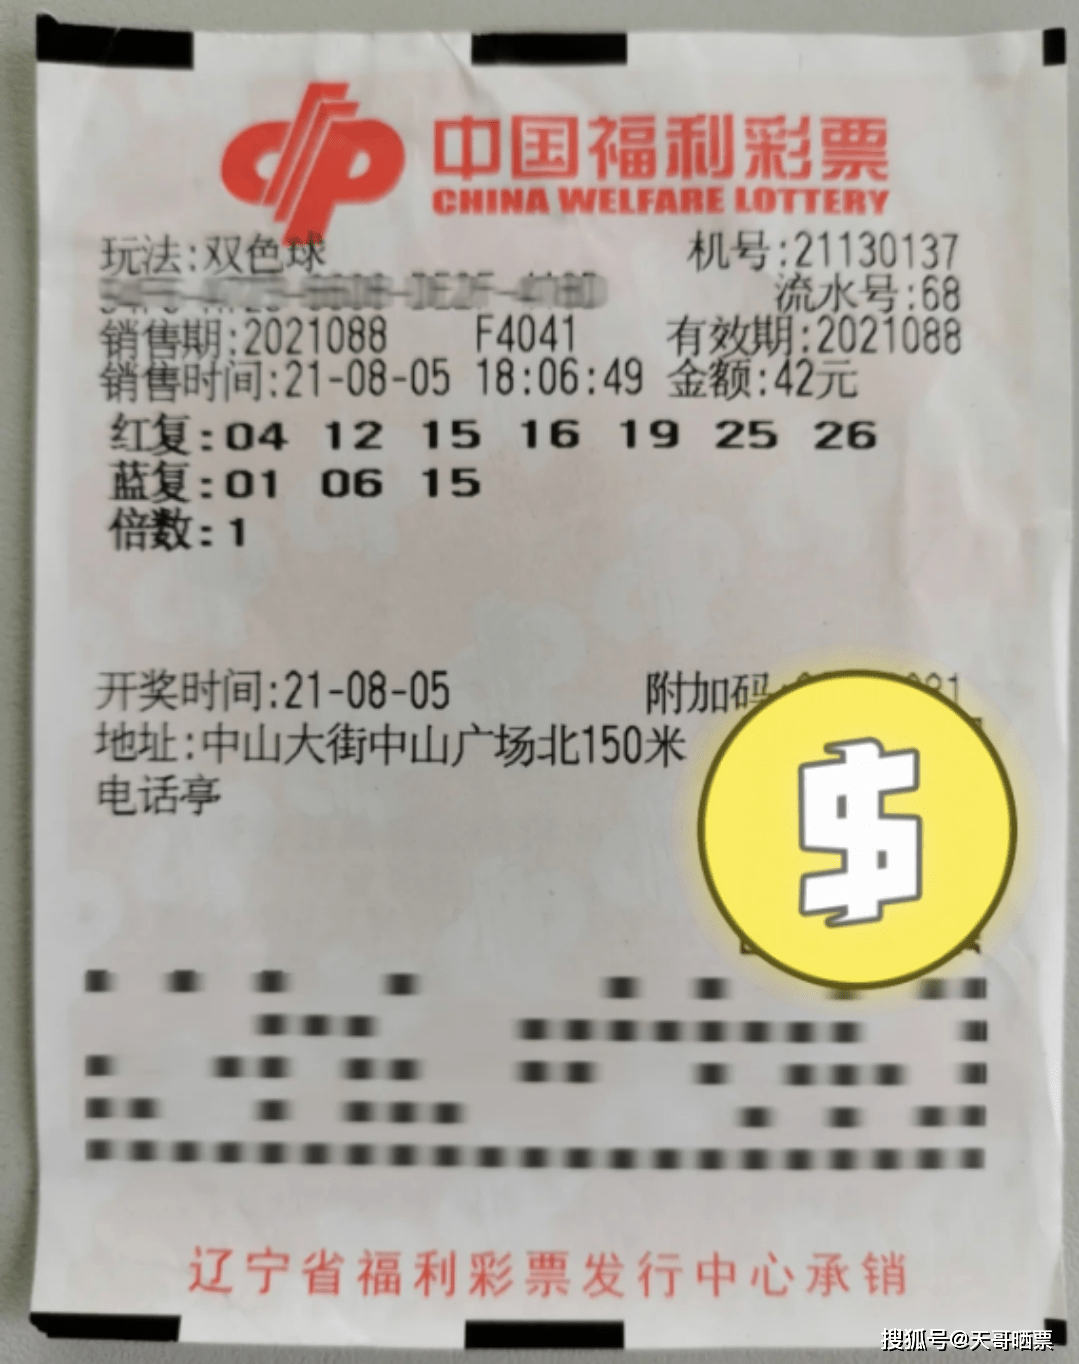 中国福利彩票
CHINA WELFARE LOTTERY
玩法:双色球 机号:21130137
流水号:68
销售期:2021088 F4041 有效期:2021088
销售时间:21-08-05 18:06:49 金额:42元
红复:04 12 15 16 19 25 26
蓝复:01 06 15
倍数:1
开奖时间:21-08-05 附加码
地址:中山大街中山广场北150米
电话亭
$
辽宁省福利彩票发行中心承销
搜狐号@天哥晒票